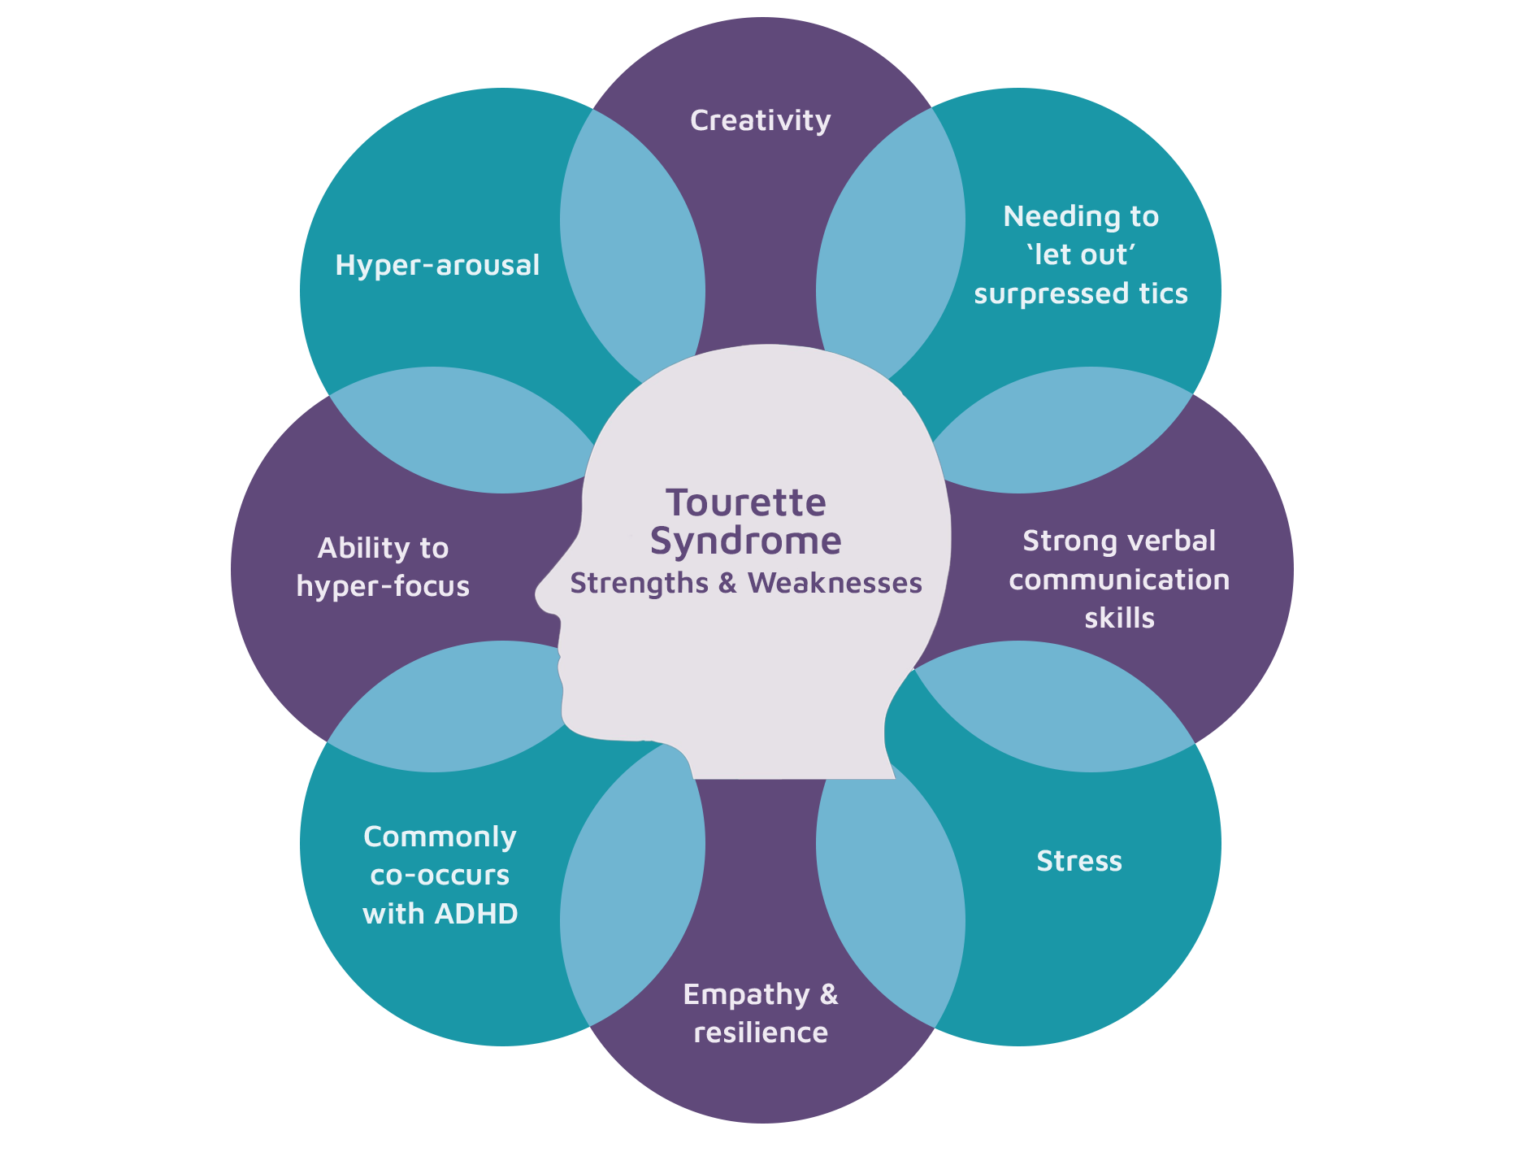 Creativity
Needing to
‘let out’
surpressed tics
Hyper-arousal
Tourette
Syndrome
Strengths & Weaknesses
Ability to
hyper-focus
Strong verbal
communication
skills
Commonly
co-occurs
with ADHD
Stress
Empathy &
resilience